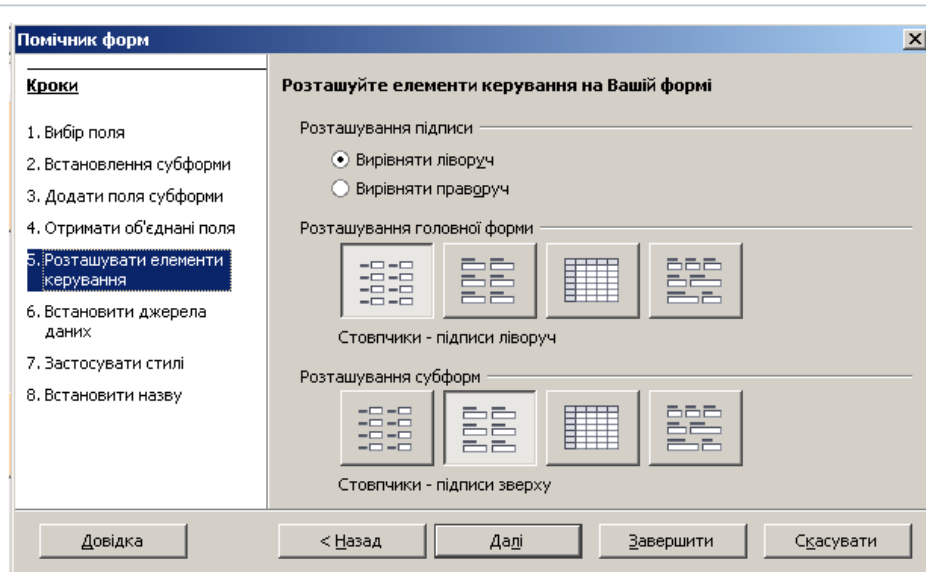 Помічник форм
Кроки
1. Вибір поля
2. Встановлення субформи
3. Додати поля субформи
4. Отримати об'єднані поля
5. Розташувати елементи
керування
6. Встановити джерела
даних
7. Застосувати стилі
8. Встановити назву
Розташуйте елементи керування на Вашій формі
Розташування підписи
Вирівняти ліворуч
Вирівняти праворуч
Розташування головної форми
Стовпчики - підписи ліворуч
Розташування субформ
Стовпчики - підписи зверху
Довідка
< Назад
Далі
Завершити
Скасувати